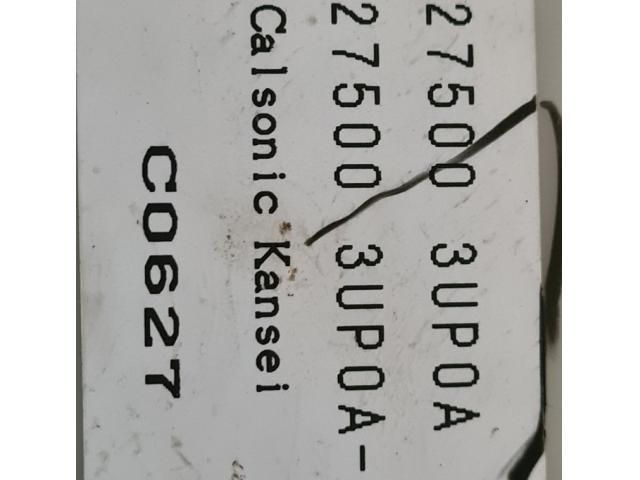 27500 3UP0A
27500 3UP0A-
Calsonic Kansei
C0627